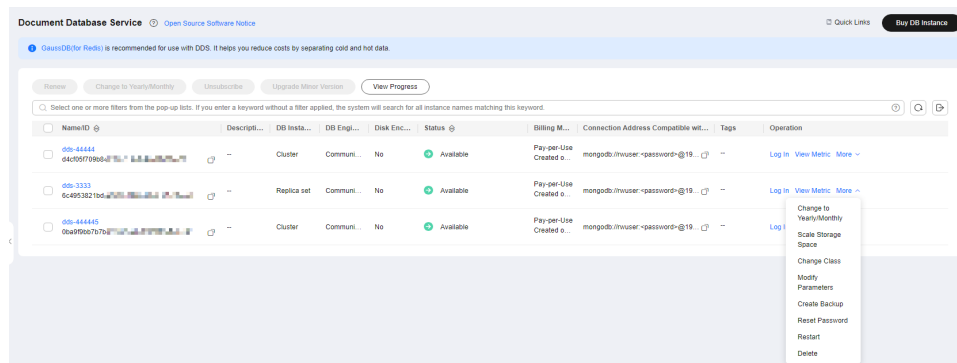 Document Database Service Open Source Software Notice Quick Links Buy DB Instance
GaussDB(for Redis) is recommended for use with DDS. It helps you reduce costs by separating cold and hot data.
Renew Change to Yearly/Monthly Unsubscribe Upgrade Minor Version View Progress
Select one or more filters from the pop-up lists. If you enter a keyword without a filter applied, the system will search for all instance names matching this keyword.
Name/ID Descripti... DB Insta... DB Engi... Disk Enc... Status Billing M... Connection Address Compatible wit... Tags Operation
dds-44444
d4cf05f709b8
-- Cluster Communi... No Available
Pay-per-Use
Created o...
mongodb://rwuser:<password>@19... -- Log In View Metric More
dds-3333
6c4953821bd
-- Replica set Communi... No Available
Pay-per-Use
Created o...
mongodb://rwuser:<password>@19... -- Log In View Metric More
dds-444445
0ba9f9bb7b7b
-- Cluster Communi... No Available
Pay-per-Use
Created o...
mongodb://rwuser:<password>@19... -- Log I
Change to
Yearly/Monthly
Scale Storage
Space
Change Class
Modify
Parameters
Create Backup
Reset Password
Restart
Delete